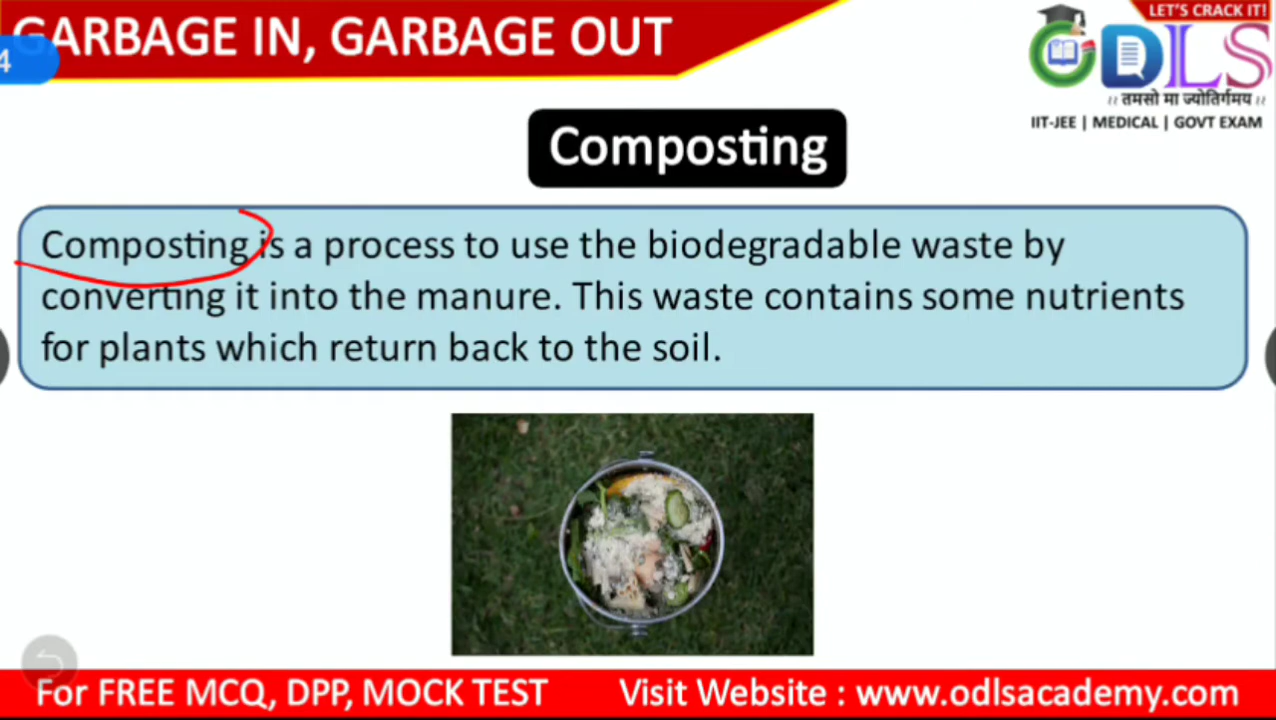 GARBAGE IN, GARBAGE OUT
LET'S CRACK IT!
4
ODLS
।। तमसो मा ज्योतिर्गमय ।।
IIT-JEE | MEDICAL | GOVT EXAM
Composting
Composting is a process to use the biodegradable waste by
converting it into the manure. This waste contains some nutrients
for plants which return back to the soil.
For FREE MCQ, DPP, MOCK TEST Visit Website : www.odlsacademy.com